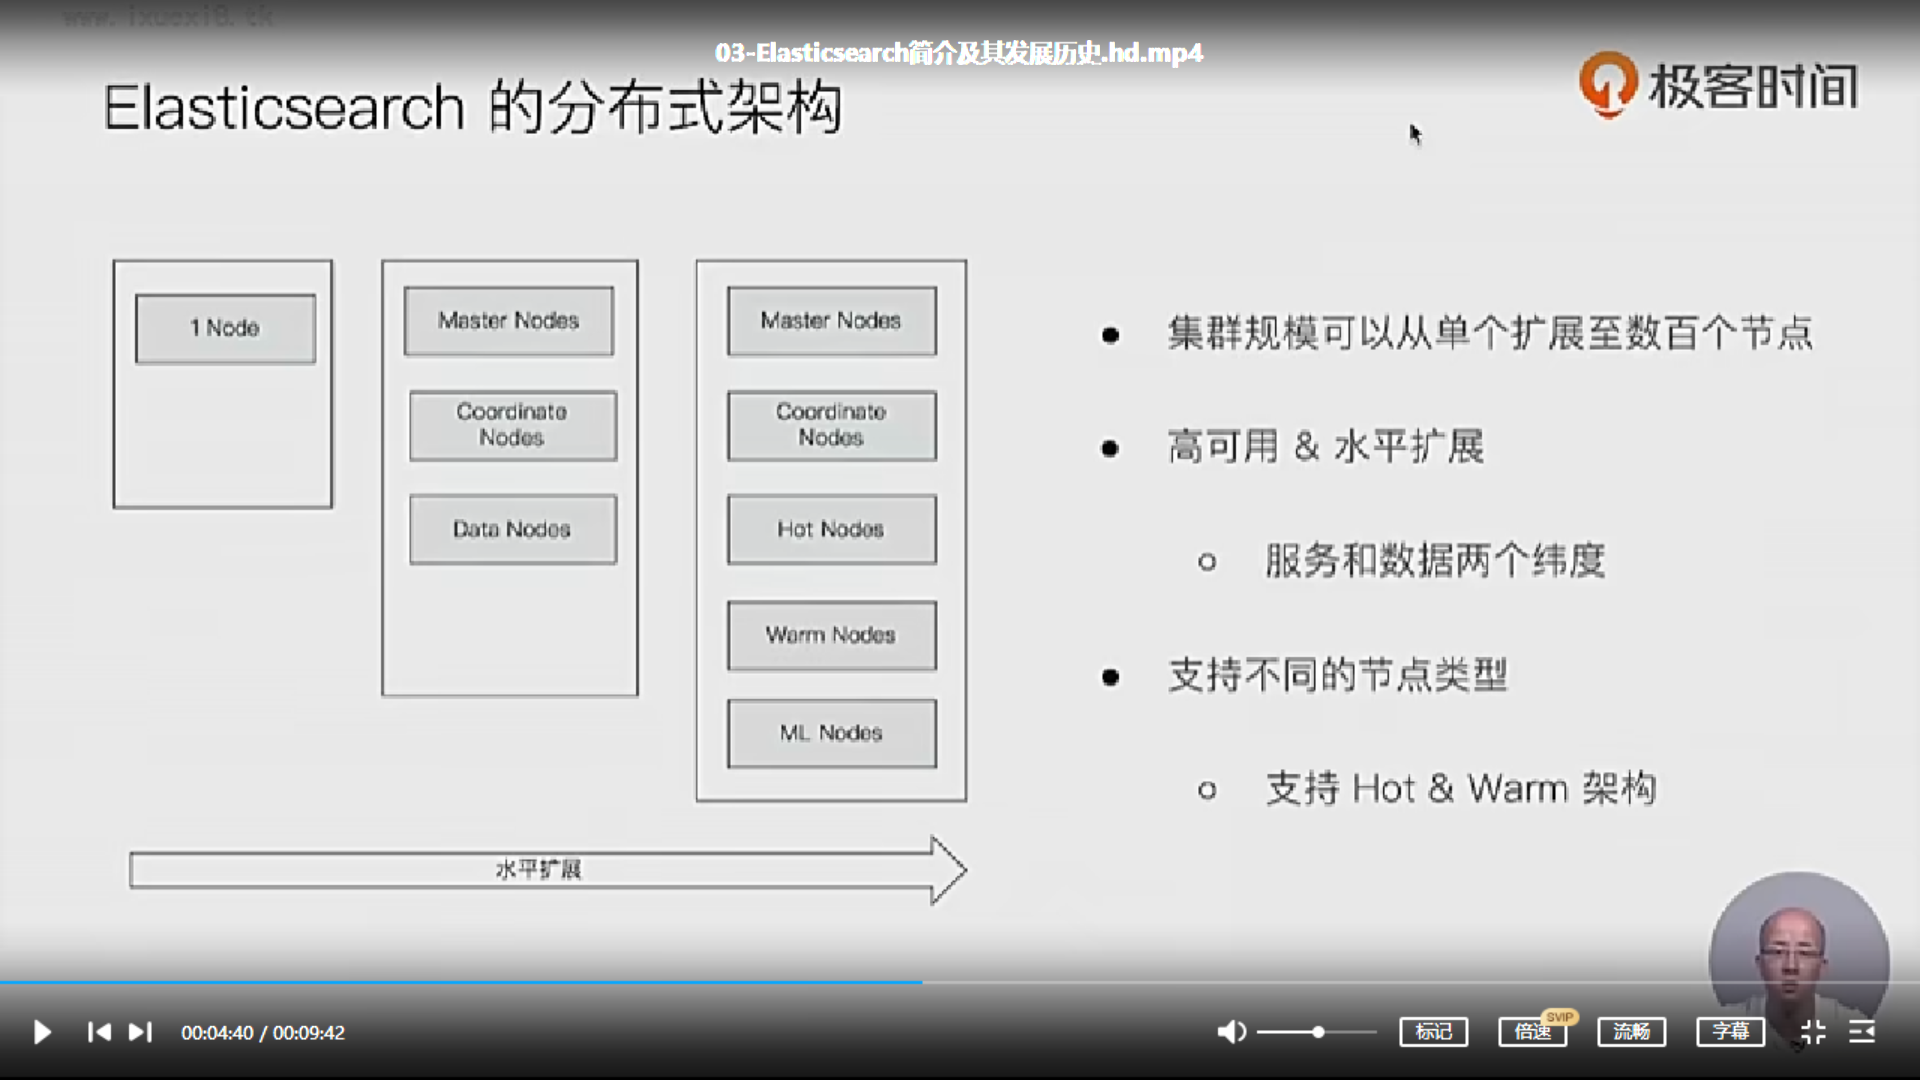 www.ixuexi8.tk
03-Elasticsearch简介及其发展历史.hd.mp4
Elasticsearch 的分布式架构
极客时间
1 Node
Master Nodes
Coordinate
Nodes
Data Nodes
Master Nodes
Coordinate
Nodes
Hot Nodes
Warm Nodes
ML Nodes
水平扩展
集群规模可以从单个扩展至数百个节点
高可用 & 水平扩展
服务和数据两个纬度
支持不同的节点类型
支持 Hot & Warm 架构
00:04:40 / 00:09:42
标记
倍速
SVIP
流畅
字幕